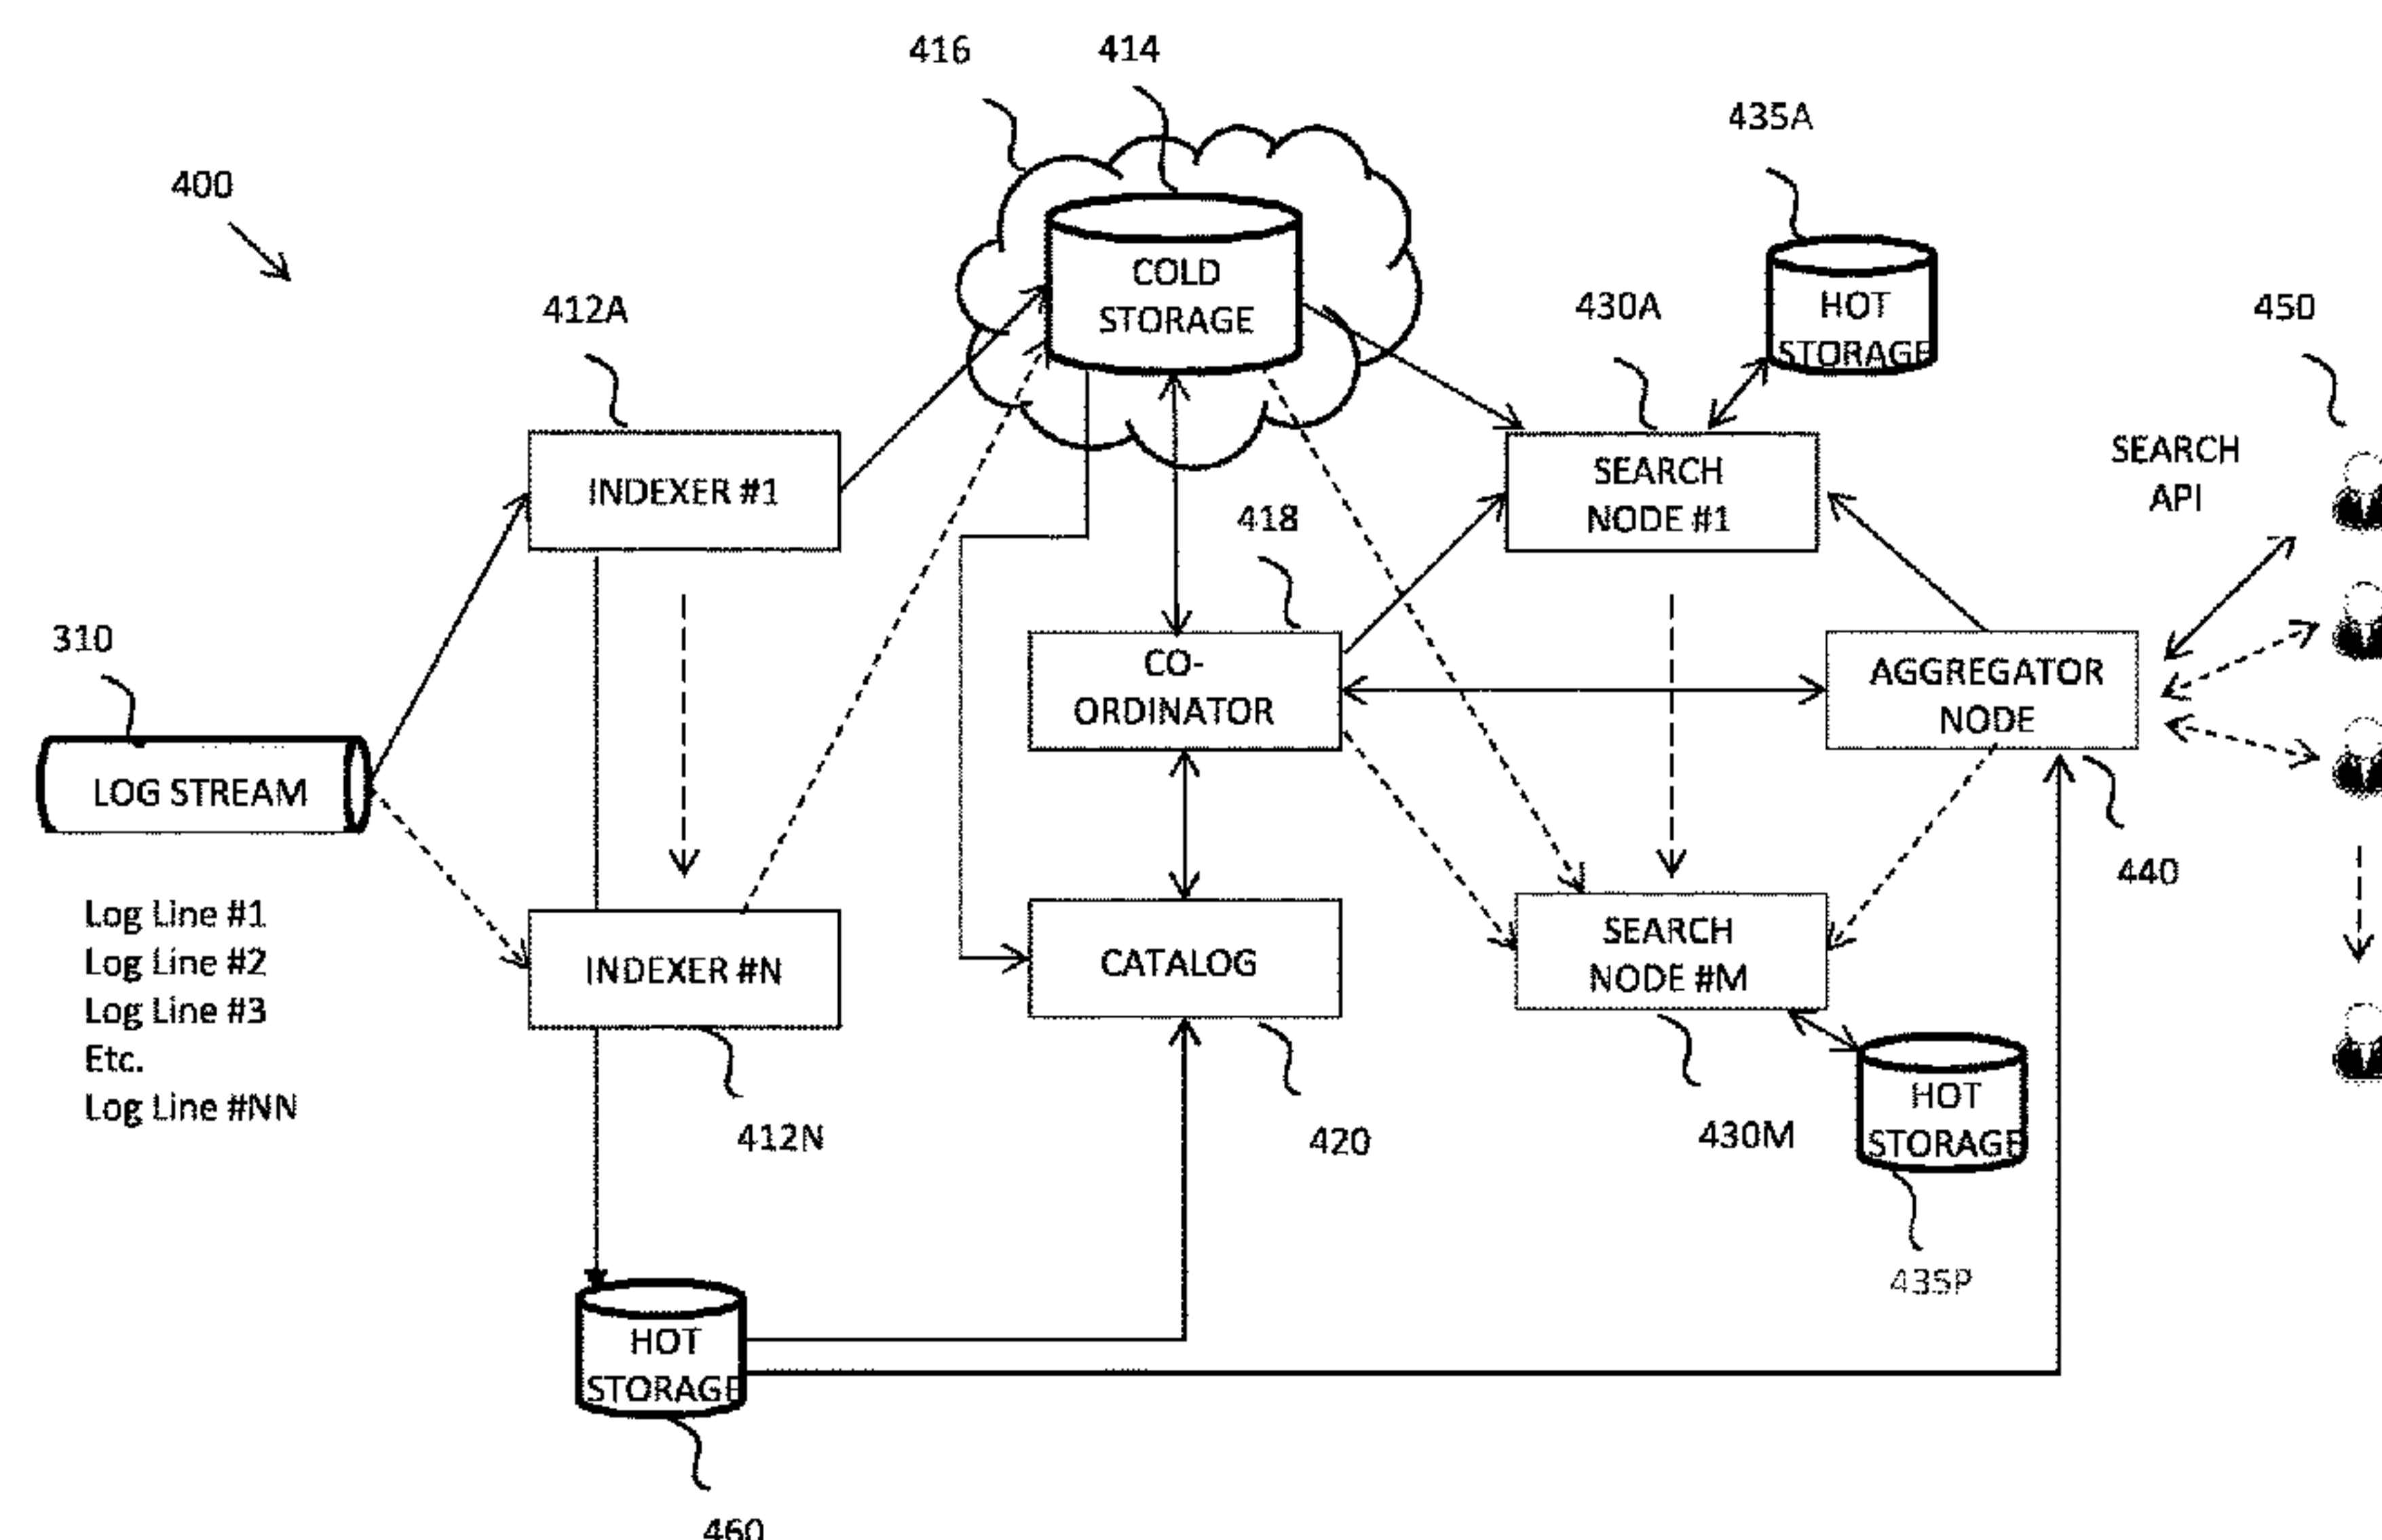 416
414
435A
400
COLD
STORAGE
HOT
STORAGE
412A
430A
450
INDEXER #1
SEARCH
NODE #1
SEARCH
API
418
310
CO-
ORDINATOR
AGGREGATOR
NODE
LOG STREAM
440
Log Line #1
Log Line #2
Log Line #3
Etc.
Log Line #NN
INDEXER #N
CATALOG
SEARCH
NODE #M
412N
420
430M
HOT
STORAGE
435P
HOT
STORAGE
460